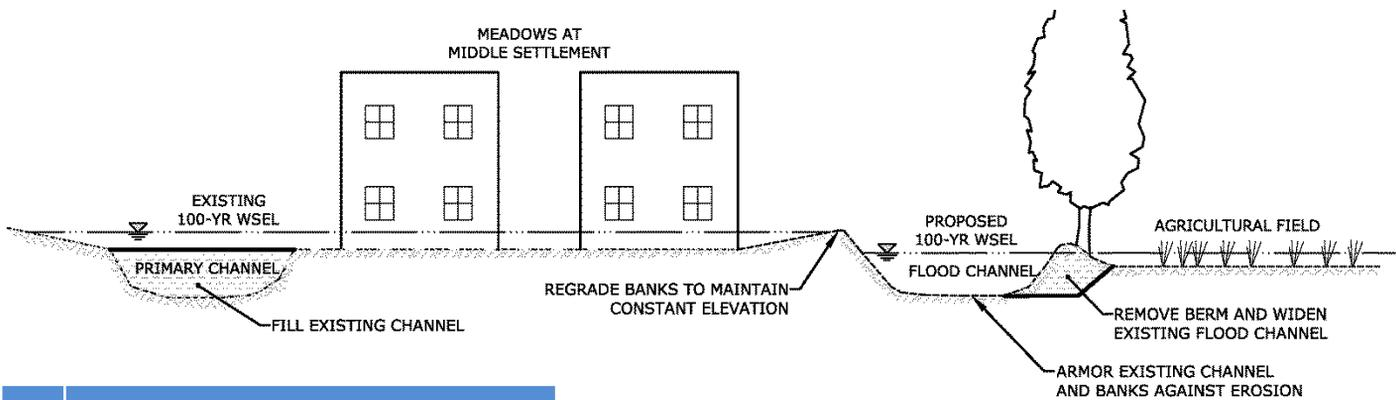 MEADOWS AT
MIDDLE SETTLEMENT
EXISTING
100-YR WSEL
PRIMARY CHANNEL
FILL EXISTING CHANNEL
REGRADE BANKS TO MAINTAIN
CONSTANT ELEVATION
PROPOSED
100-YR WSEL
FLOOD CHANNEL
AGRICULTURAL FIELD
REMOVE BERM AND WIDEN
EXISTING FLOOD CHANNEL
ARMOR EXISTING CHANNEL
AND BANKS AGAINST EROSION